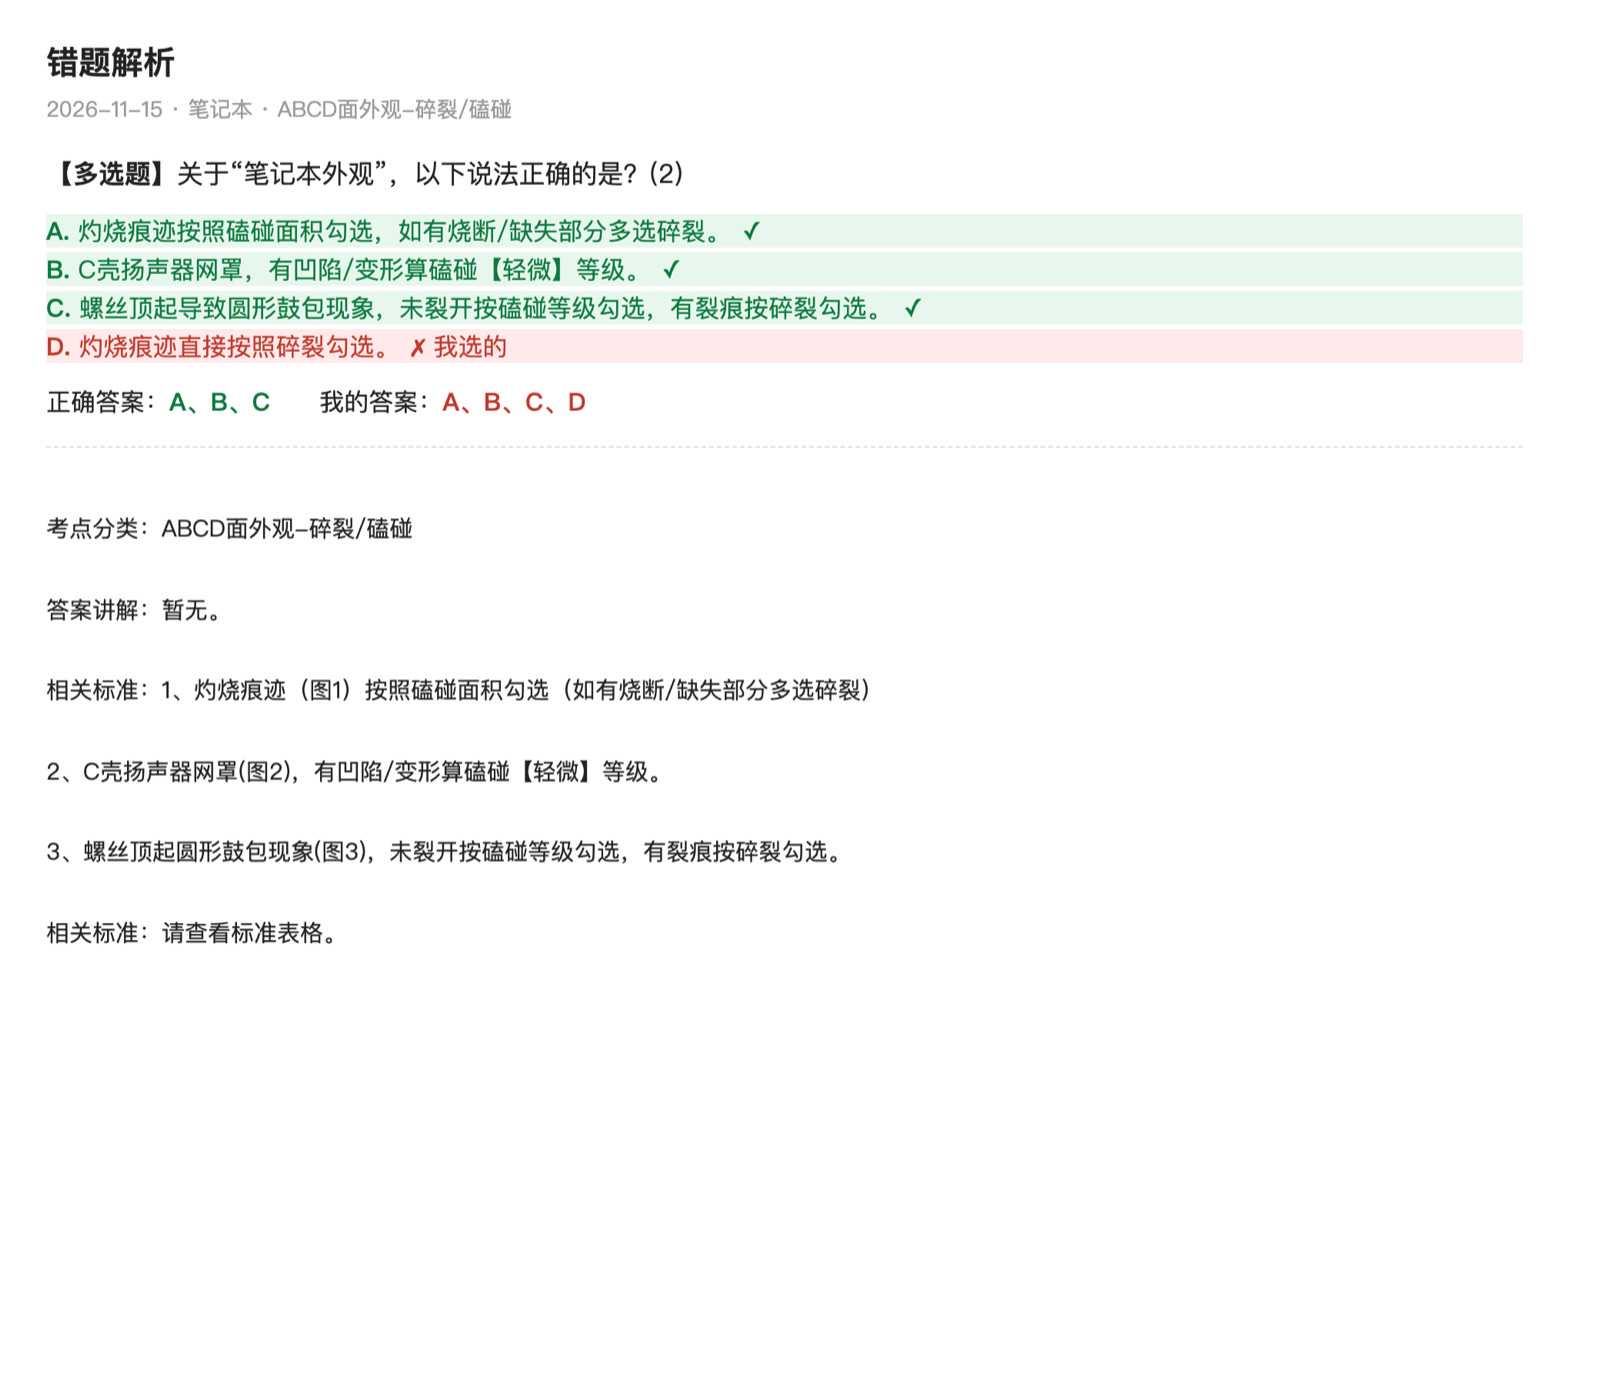 错题解析
2026-11-15 · 笔记本 · ABCD面外观-碎裂/磕碰
【多选题】关于“笔记本外观”，以下说法正确的是？(2)
A. 灼烧痕迹按照磕碰面积勾选，如有烧断/缺失部分多选碎裂。 ✓
B. C壳扬声器网罩，有凹陷/变形算磕碰【轻微】等级。 ✓
C. 螺丝顶起导致圆形鼓包现象，未裂开按磕碰等级勾选，有裂痕按碎裂勾选。 ✓
D. 灼烧痕迹直接按照碎裂勾选。 ✗ 我选的
正确答案：A、B、C 我的答案：A、B、C、D
考点分类：ABCD面外观-碎裂/磕碰
答案讲解：暂无。
相关标准：1、灼烧痕迹（图1）按照磕碰面积勾选（如有烧断/缺失部分多选碎裂）
2、C壳扬声器网罩(图2)，有凹陷/变形算磕碰【轻微】等级。
3、螺丝顶起圆形鼓包现象(图3)，未裂开按磕碰等级勾选，有裂痕按碎裂勾选。
相关标准：请查看标准表格。